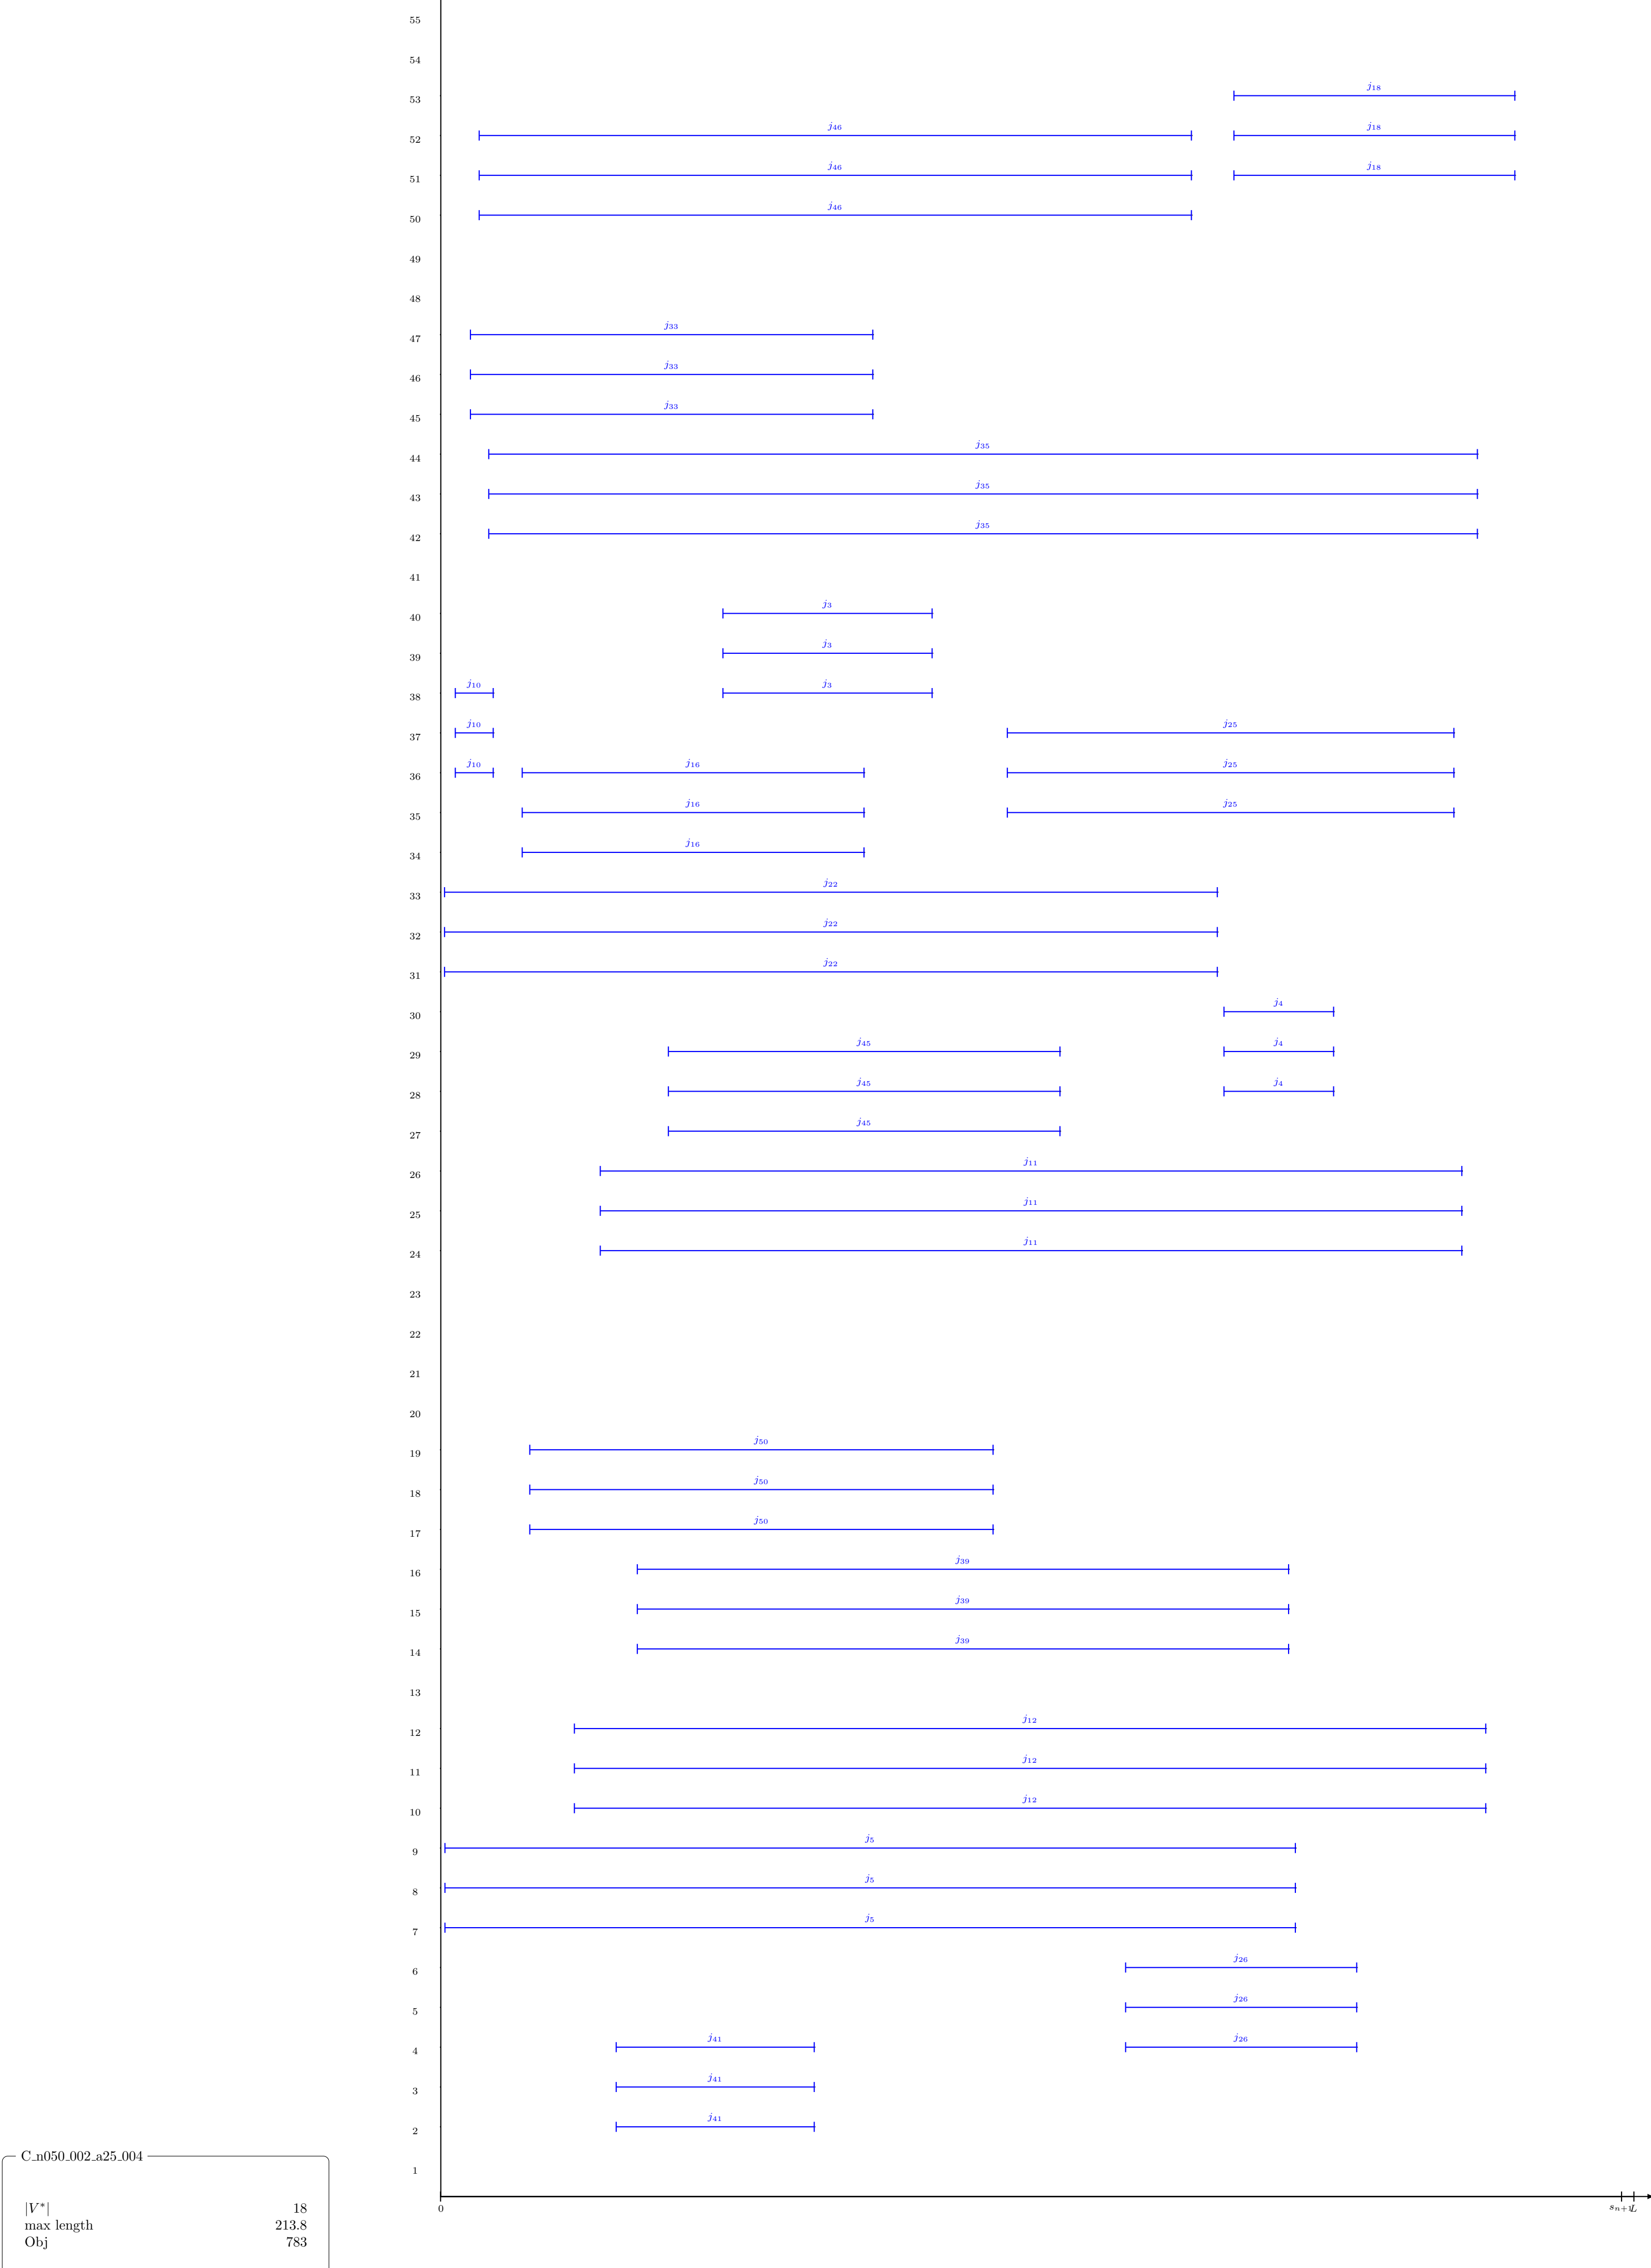 55
54
j18
53
j46 j18
52
j46 j18
51
j46
50
49
48
j33
47
j33
46
j33
45
j35
44
j35
43
j35
42
41
j3
40
j3
39
j10 j3
38
j10 j25
37
j10 j16 j25
36
j16 j25
35
j16
34
j22
33
j22
32
j22
31
j4
30
j45 j4
29
j45 j4
28
j45
27
j11
26
j11
25
j11
24
23
22
21
20
j50
19
j50
18
j50
17
j39
16
j39
15
j39
14
13
j12
12
j12
11
j12
10
j5
9
j5
8
j5
7
j26
6
j26
5
j41 j26
4
j41
3
j41
2
C_n050_002_a25_004
1
|V*| 18
0 sn+1 L
max length 213.8
Obj 783